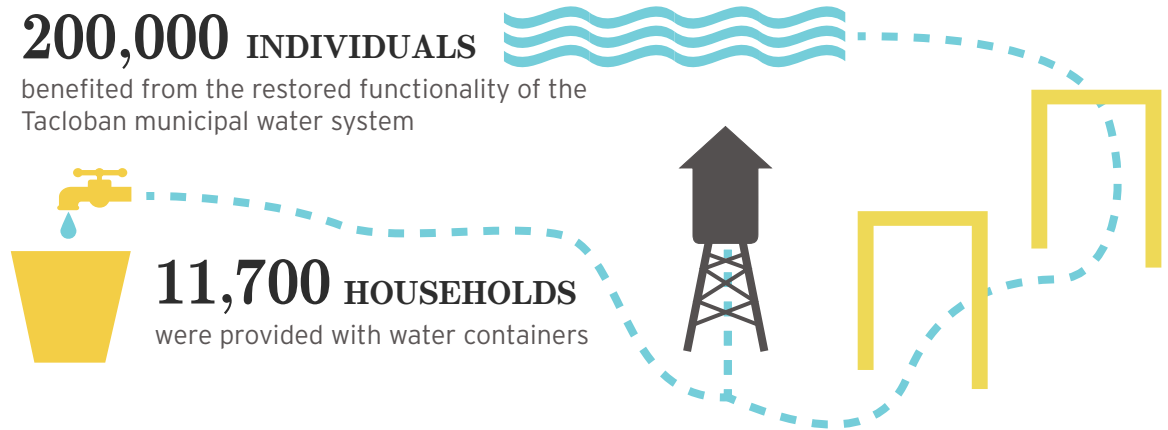 200,000 INDIVIDUALS
benefited from the restored functionality of the
Tacloban municipal water system
11,700 HOUSEHOLDS
were provided with water containers